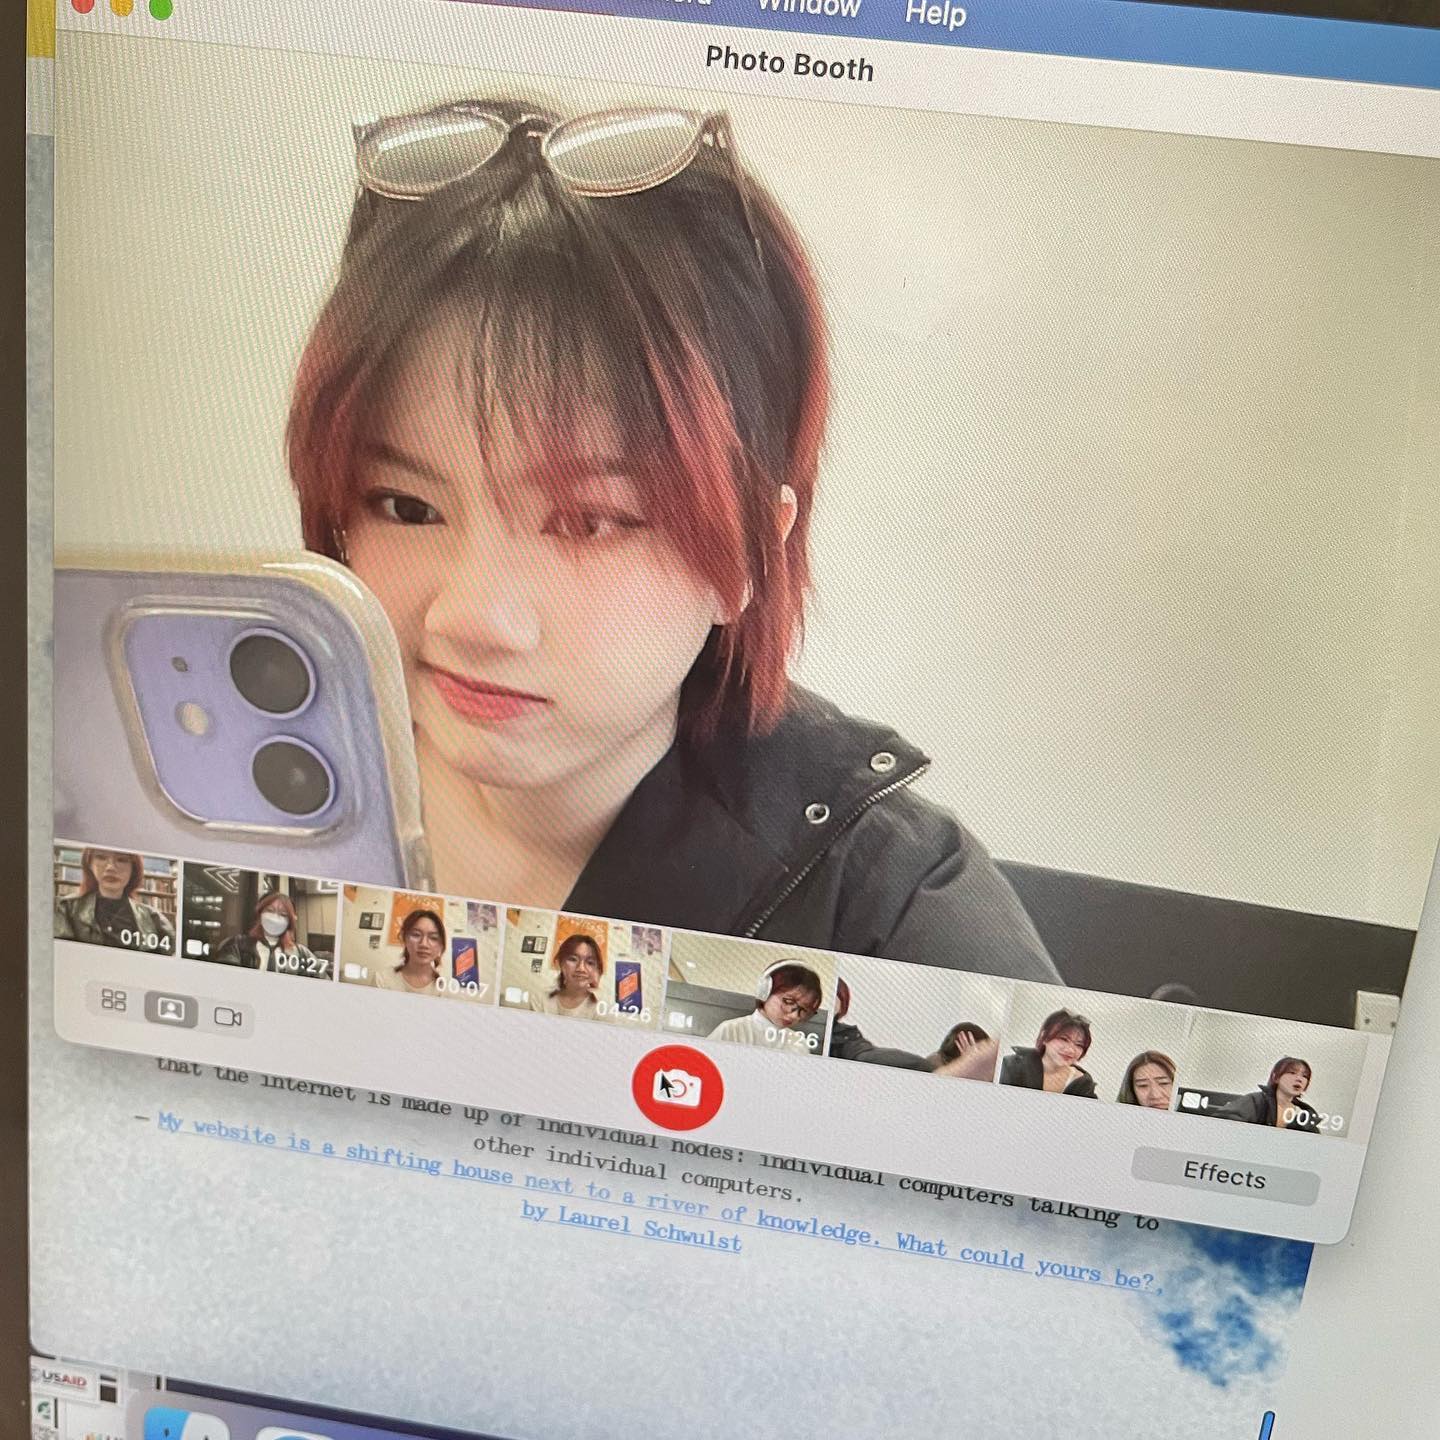 Window Help
Photo Booth
01:04
00:27
00:07
04:26
01:26
00:29
Effects
that the internet is made up of individual nodes: individual computers talking to
other individual computers.
— My website is a shifting house next to a river of knowledge. What could yours be?,
by Laurel Schwulst
USAID